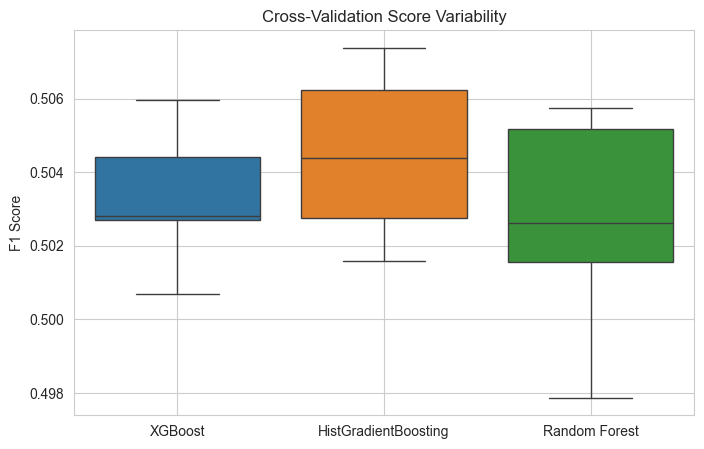 Cross-Validation Score Variability
F1 Score
0.506
0.504
0.502
0.500
0.498
XGBoost
HistGradientBoosting
Random Forest